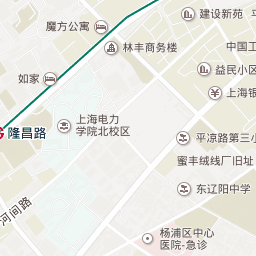 建设新苑
魔方公寓
林丰商务楼
中国工
益民小区
如家
上海银
上海电力
学院北校区
隆昌路
平凉路第三小
蜜丰绒线厂旧址
东辽阳中学
河间路
杨浦区中心
医院-急诊